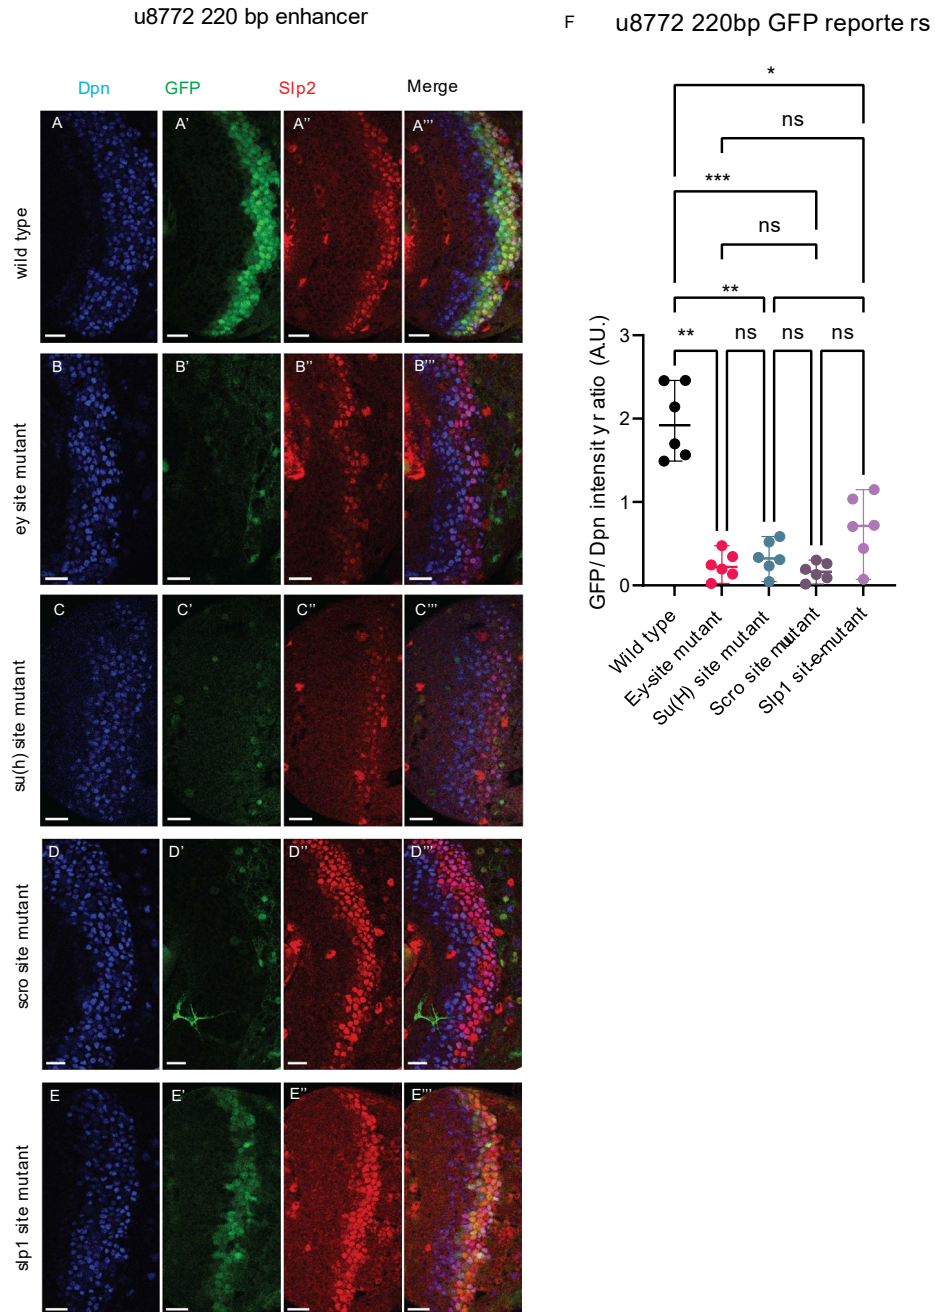 u8772 220 bp enhancer
F u8772 220bp GFP reporte rs
Dpn GFP Slp2 Merge
A A’ A’’ A’’’
wild type
B B’ B’’ B’’’
ey site mutant
C C’ C’’ C’’’
su(h) site mutant
D D’ D’’ D’’’
scro site mutant
E E’ E’’ E’’’
slp1 site mutant
*
ns
***
ns
**
** ns ns ns
GFP/ Dpn intensit y r atio (A.U.)
3
2
1
0
Wild type
E-y-site mutant
Su(H) site mutant
Scro site mutant
Slp1 sit-e-mutant